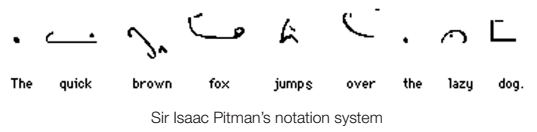 The quick brown fox jumps over the lazy dog.
Sir Isaac Pitman's notation system